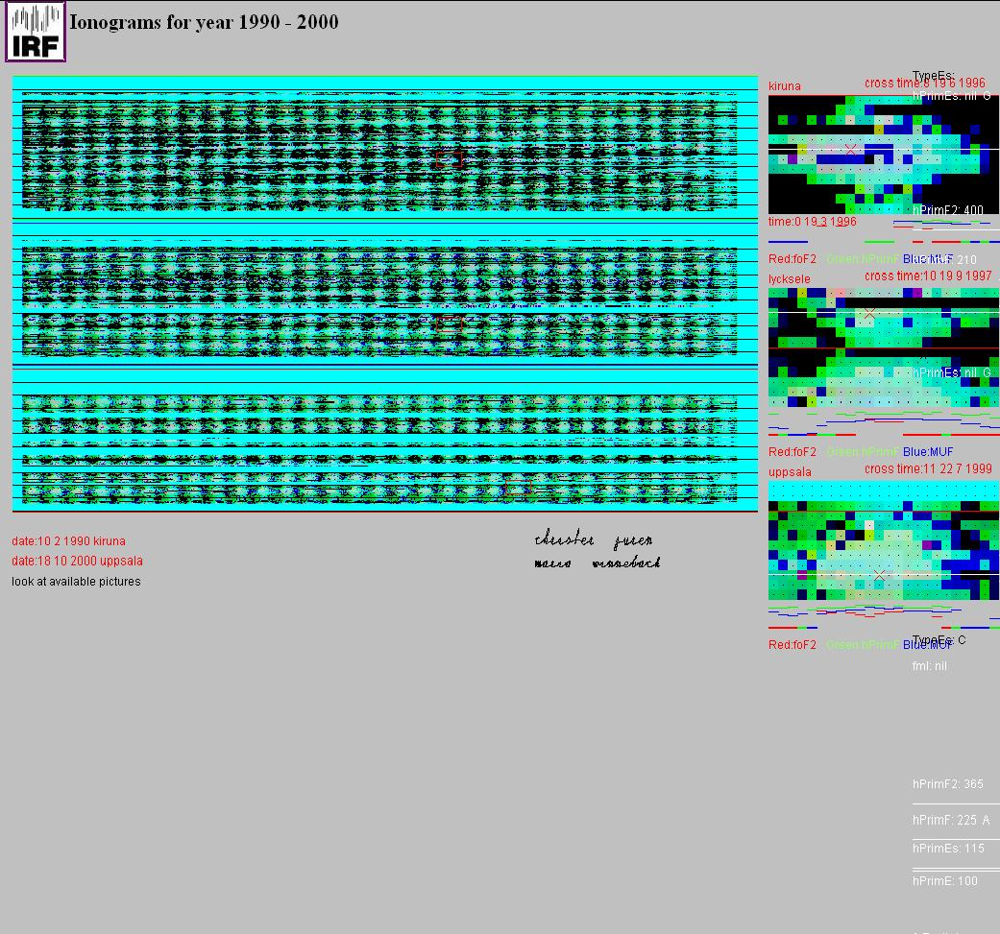 IRF
Ionograms for year 1990 - 2000
TypeEs:
kiruna
cross time:8 19 6 1996
hPrimEs: nil G
hPrimF2: 400
time:0 19 3 1996
Red:foF2 Green:hPrimF Blue:MUF
210
lycksele
cross time:10 19 9 1997
hPrimEs: nil G
Red:foF2 Green:hPrimF Blue:MUF
uppsala
cross time:11 22 7 1999
date:10 2 1990 kiruna
date:18 10 2000 uppsala
look at available pictures
christer juren
TypeEs: C
Red:foF2 Green:hPrimF Blue:MUF
fml: nil
hPrimF2: 365
hPrimF: 225 A
hPrimEs: 115
hPrimE: 100